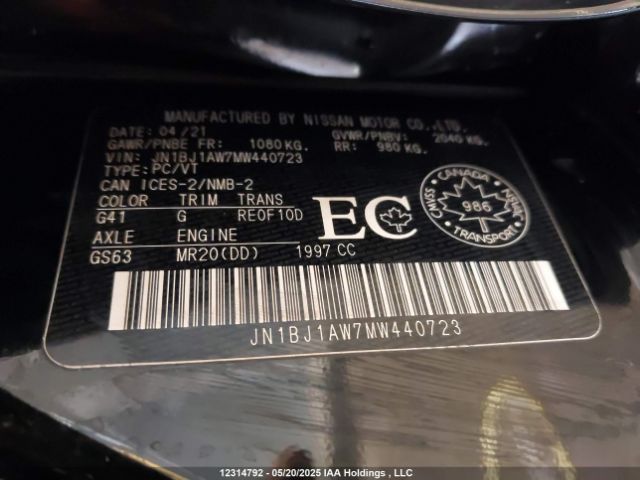 MANUFACTURED BY NISSAN MOTOR CO.,LTD.
DATE: 04/21 GVWR/PNBV: 2040 KG.
GAWR/PNBE FR: 1080 KG. RR: 980 KG.
VIN: JN1BJ1AW7MW440723
TYPE: PC/VT
CAN ICES-2/NMB-2
COLOR TRIM TRANS
G41 G RE0F10D
AXLE ENGINE
GS63 MR20(DD) 1997 CC
EC
CANADA
CMVSS 986 NSVAC
TRANSPORT
JN1BJ1AW7MW440723
12314792 - 05/20/2025 IAA Holdings , LLC